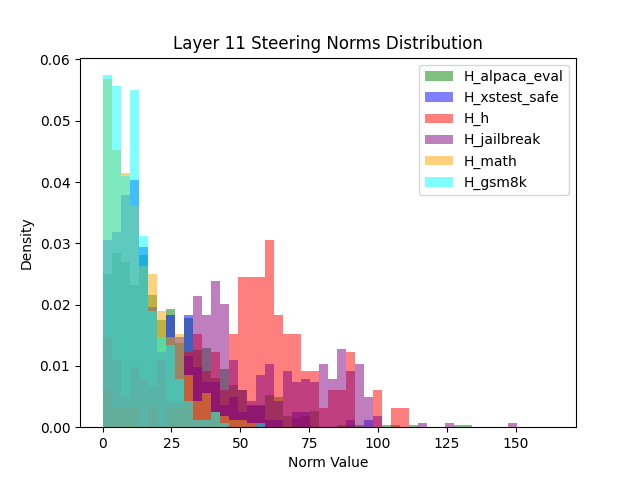 Layer 11 Steering Norms Distribution
0.06
0.05
0.04
0.03
0.02
0.01
0.00
Density
H_alpaca_eval
H_xstest_safe
H_h
H_jailbreak
H_math
H_gsm8k
0 25 50 75 100 125 150
Norm Value